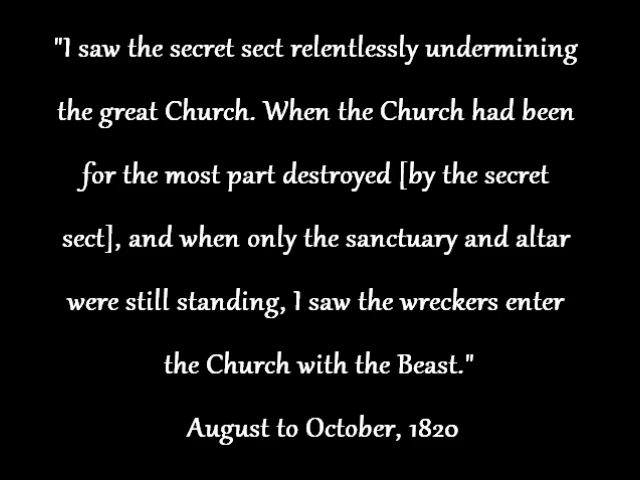 "I saw the secret sect relentlessly undermining
the great Church. When the Church had been
for the most part destroyed [by the secret
sect], and when only the sanctuary and altar
were still standing, I saw the wreckers enter
the Church with the Beast."
August to October, 1820